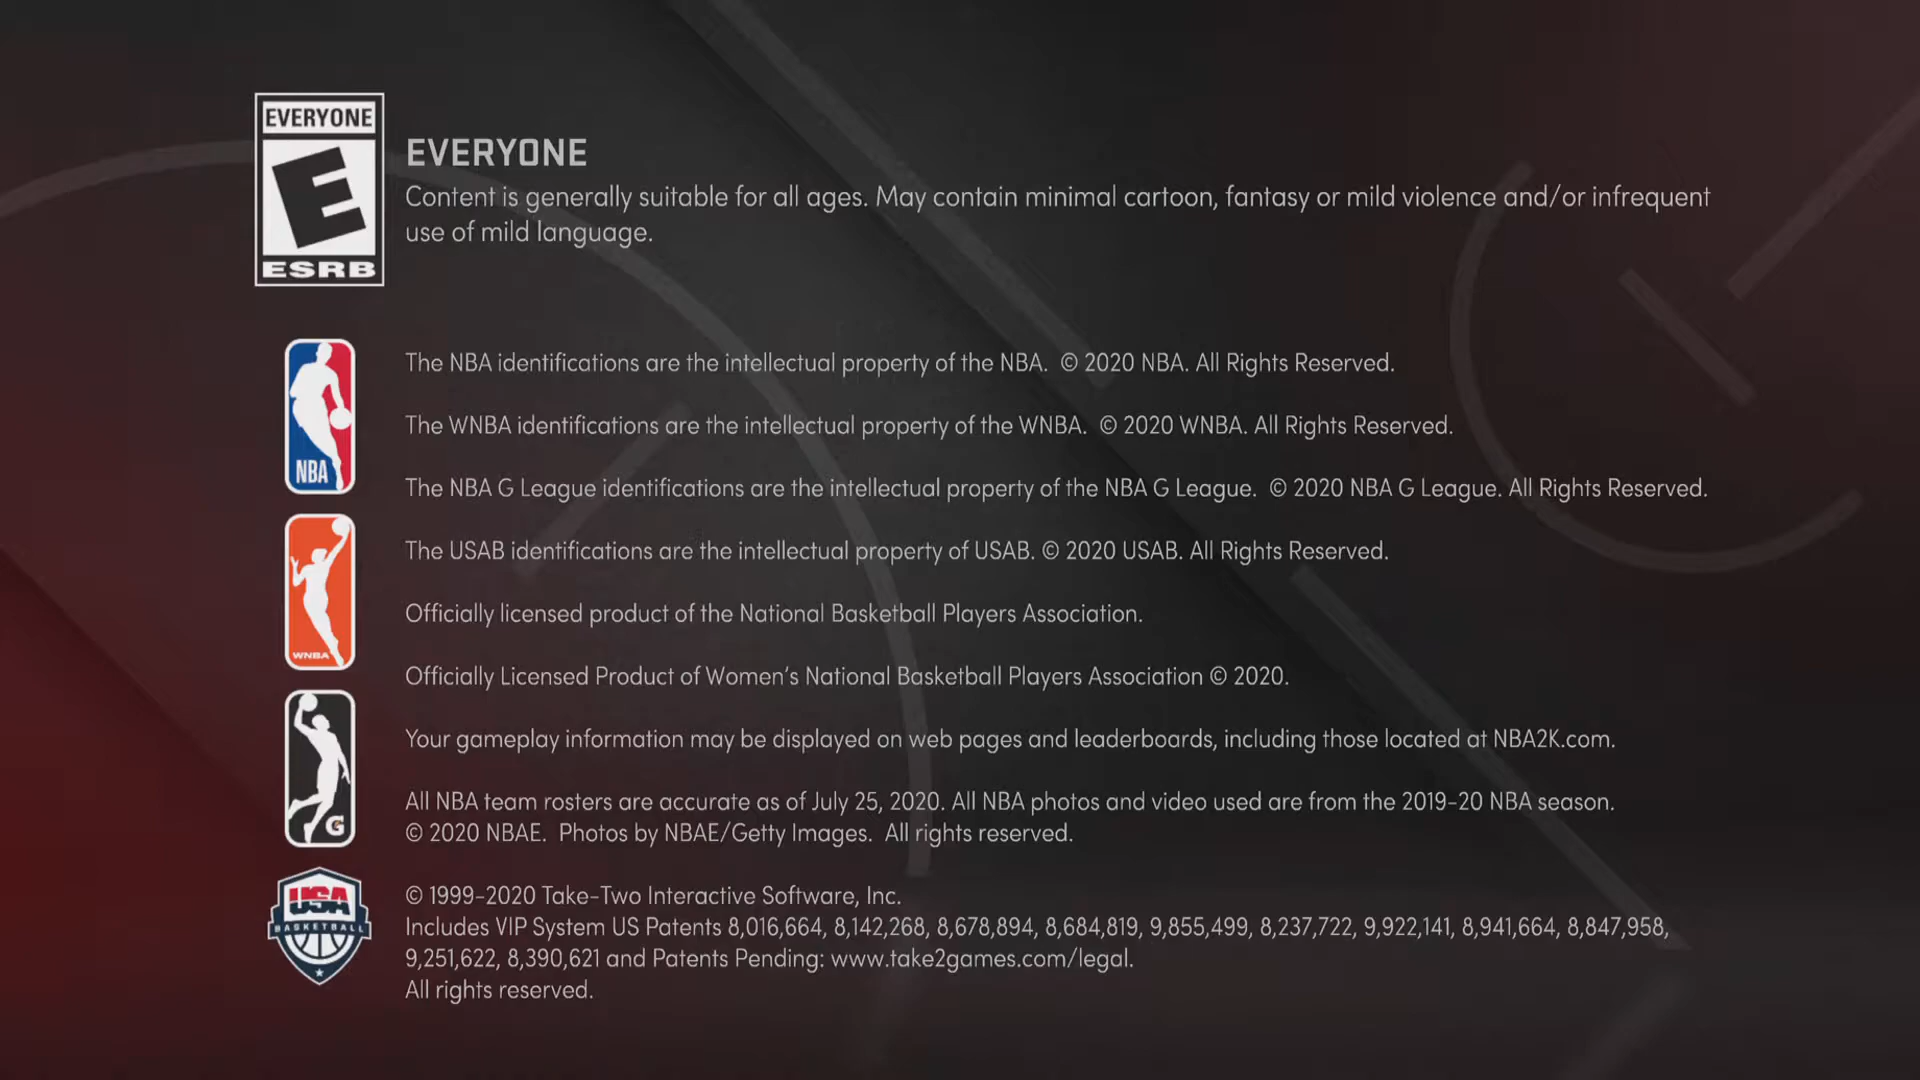 EVERYONE
E
ESRB
EVERYONE
Content is generally suitable for all ages. May contain minimal cartoon, fantasy or mild violence and/or infrequent
use of mild language.
NBA
The NBA identifications are the intellectual property of the NBA.  © 2020 NBA. All Rights Reserved.
The WNBA identifications are the intellectual property of the WNBA.  © 2020 WNBA. All Rights Reserved.
The NBA G League identifications are the intellectual property of the NBA G League.  © 2020 NBA G League. All Rights Reserved.
WNBA
The USAB identifications are the intellectual property of USAB. © 2020 USAB. All Rights Reserved.
Officially licensed product of the National Basketball Players Association.
Officially Licensed Product of Women’s National Basketball Players Association © 2020.
G
Your gameplay information may be displayed on web pages and leaderboards, including those located at NBA2K.com.
All NBA team rosters are accurate as of July 25, 2020. All NBA photos and video used are from the 2019-20 NBA season.
© 2020 NBAE.  Photos by NBAE/Getty Images.  All rights reserved.
USA
BASKETBALL
© 1999-2020 Take-Two Interactive Software, Inc.
Includes VIP System US Patents 8,016,664, 8,142,268, 8,678,894, 8,684,819, 9,855,499, 8,237,722, 9,922,141, 8,941,664, 8,847,958,
9,251,622, 8,390,621 and Patents Pending: www.take2games.com/legal.
All rights reserved.